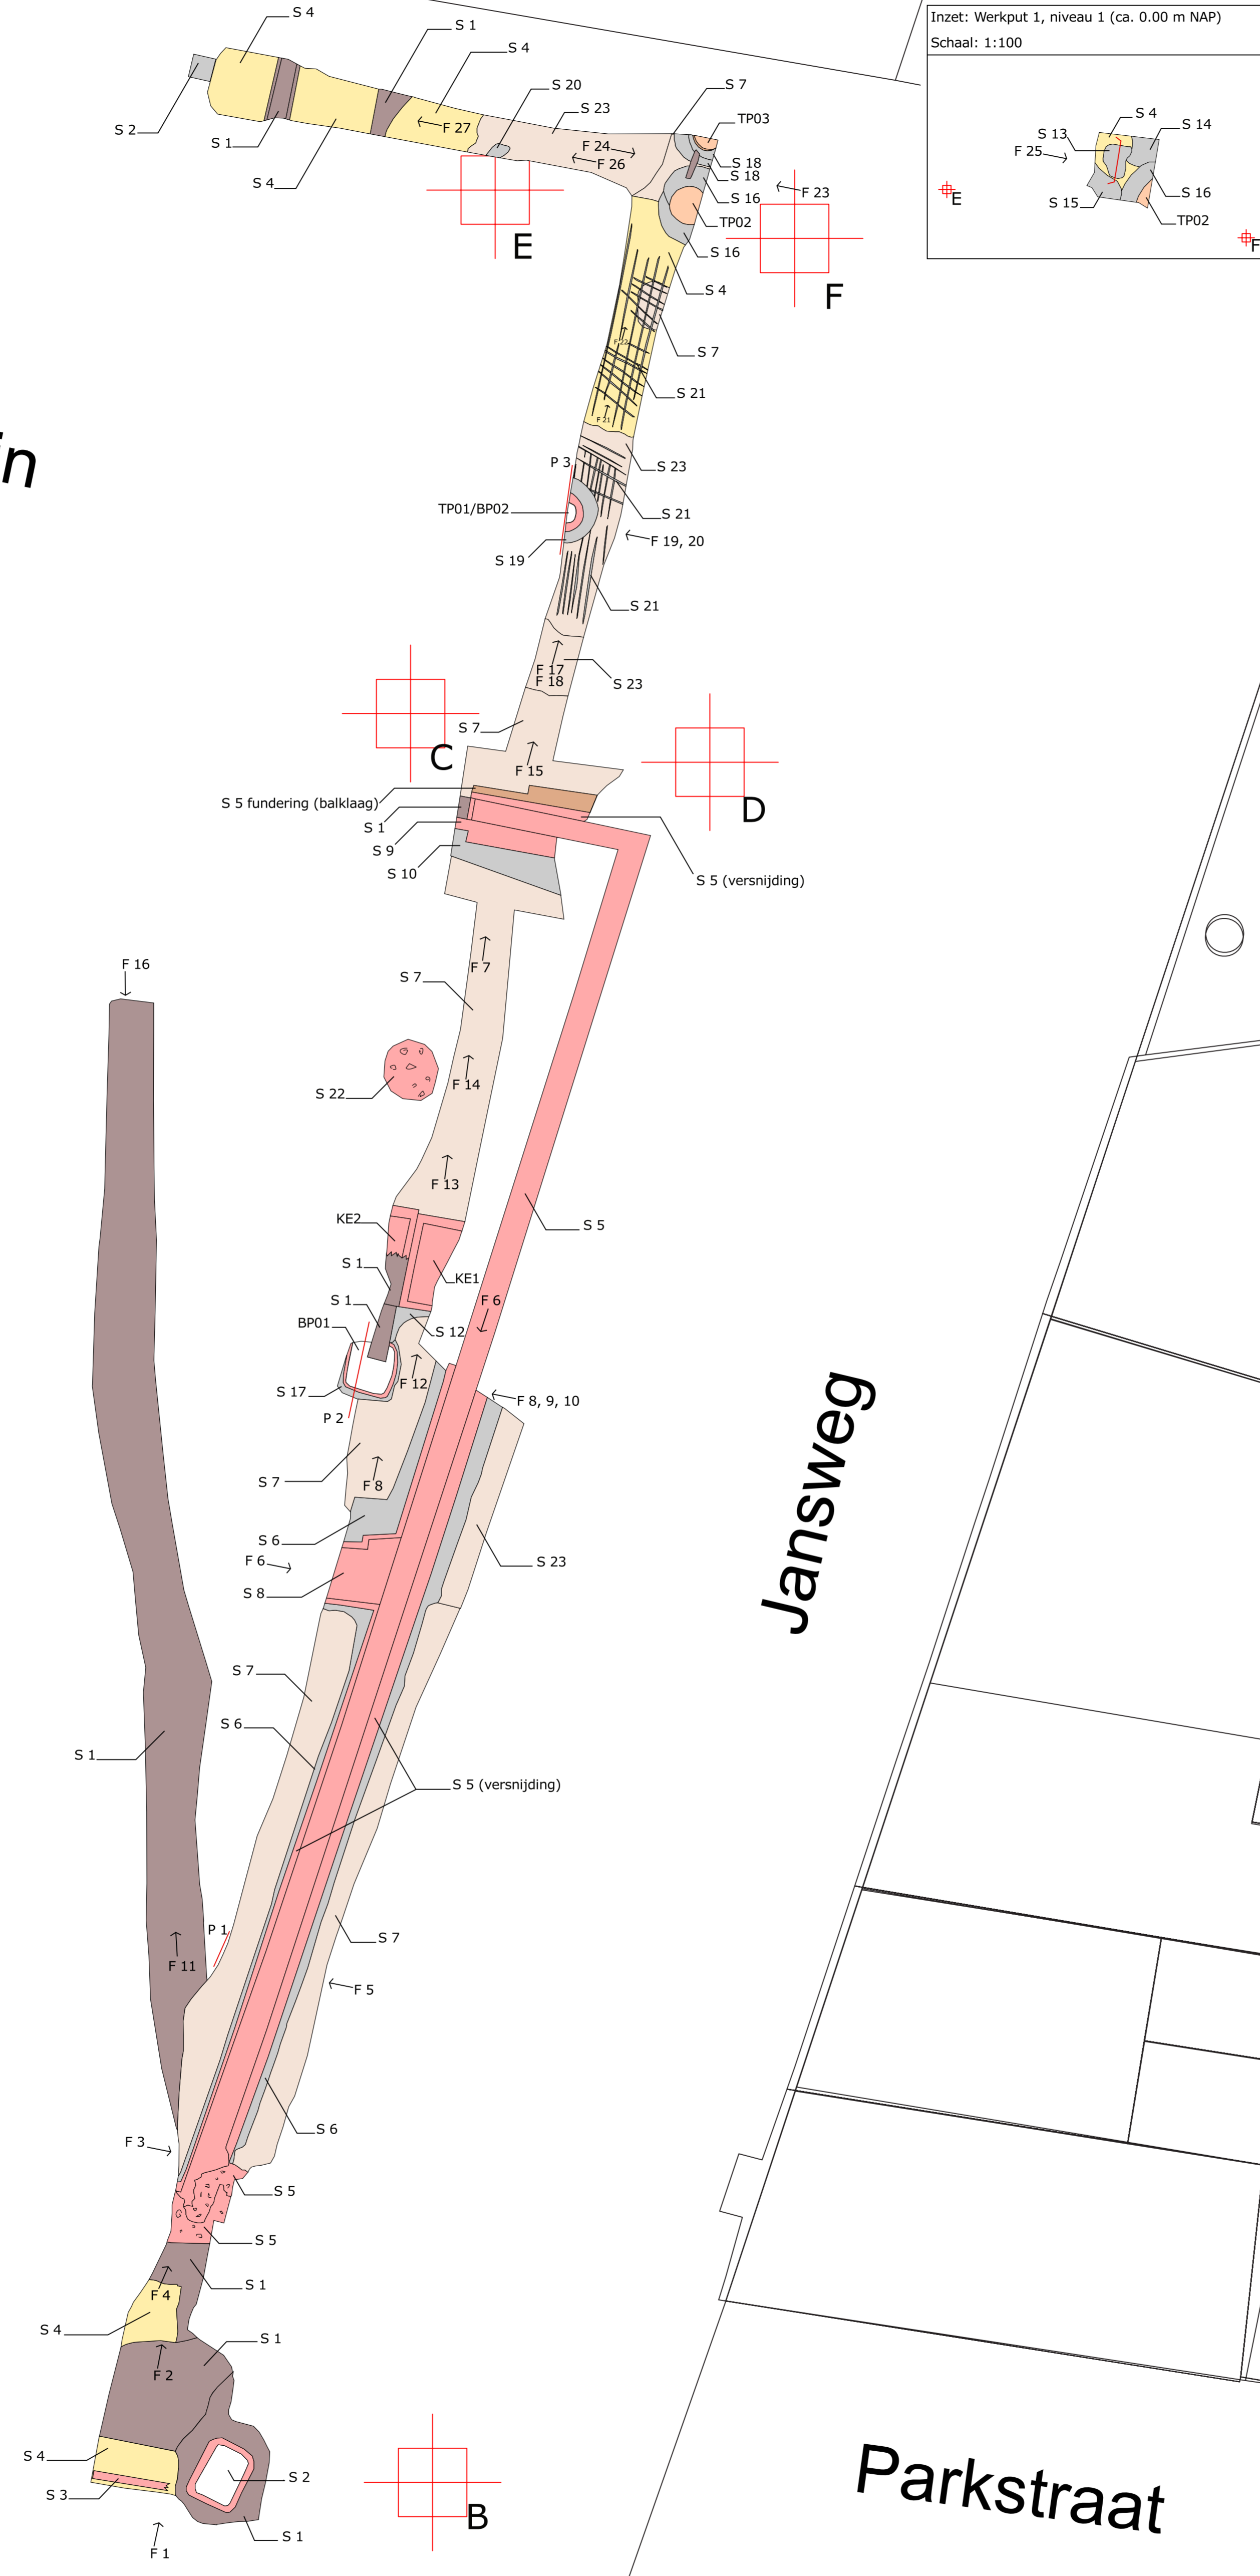 S 4
S 1
S 4
S 2
S 1
S 4
F 27
S 20
S 23
S 7
TP03
F 24
F 26
S 18
S 18
S 16
F 23
TP02
S 16
E
F
Inzet: Werkput 1, niveau 1 (ca. 0.00 m NAP)
Schaal: 1:100
S 4
S 13
S 14
F 25
E
S 16
S 15
TP02
F
S 4
S 7
F 22
S 21
F 21
in
P 3
S 23
TP01/BP02
S 21
F 19, 20
S 19
S 21
F 17
F 18
S 23
S 7
C
F 15
D
S 5 fundering (balklaag)
S 1
S 9
S 10
S 5 (versnijding)
F 16
F 7
S 7
F 14
S 22
F 13
KE2
S 5
S 1
KE1
S 1
F 6
BP01
S 12
S 17
F 12
F 8, 9, 10
P 2
S 7
F 8
S 6
F 6
S 23
S 8
Jansweg
S 7
S 6
S 1
S 5 (versnijding)
P 1
S 7
F 11
F 5
S 6
F 3
S 5
S 5
S 1
F 4
S 4
S 1
F 2
S 4
S 2
S 3
S 1
F 1
B
Parkstraat